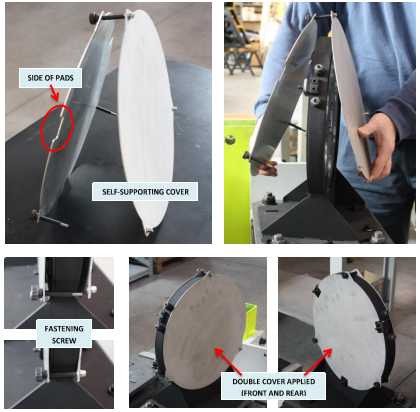 SIDE OF PADS
SELF-SUPPORTING COVER
FASTENING
SCREW
DOUBLE COVER APPLIED
(FRONT AND REAR)